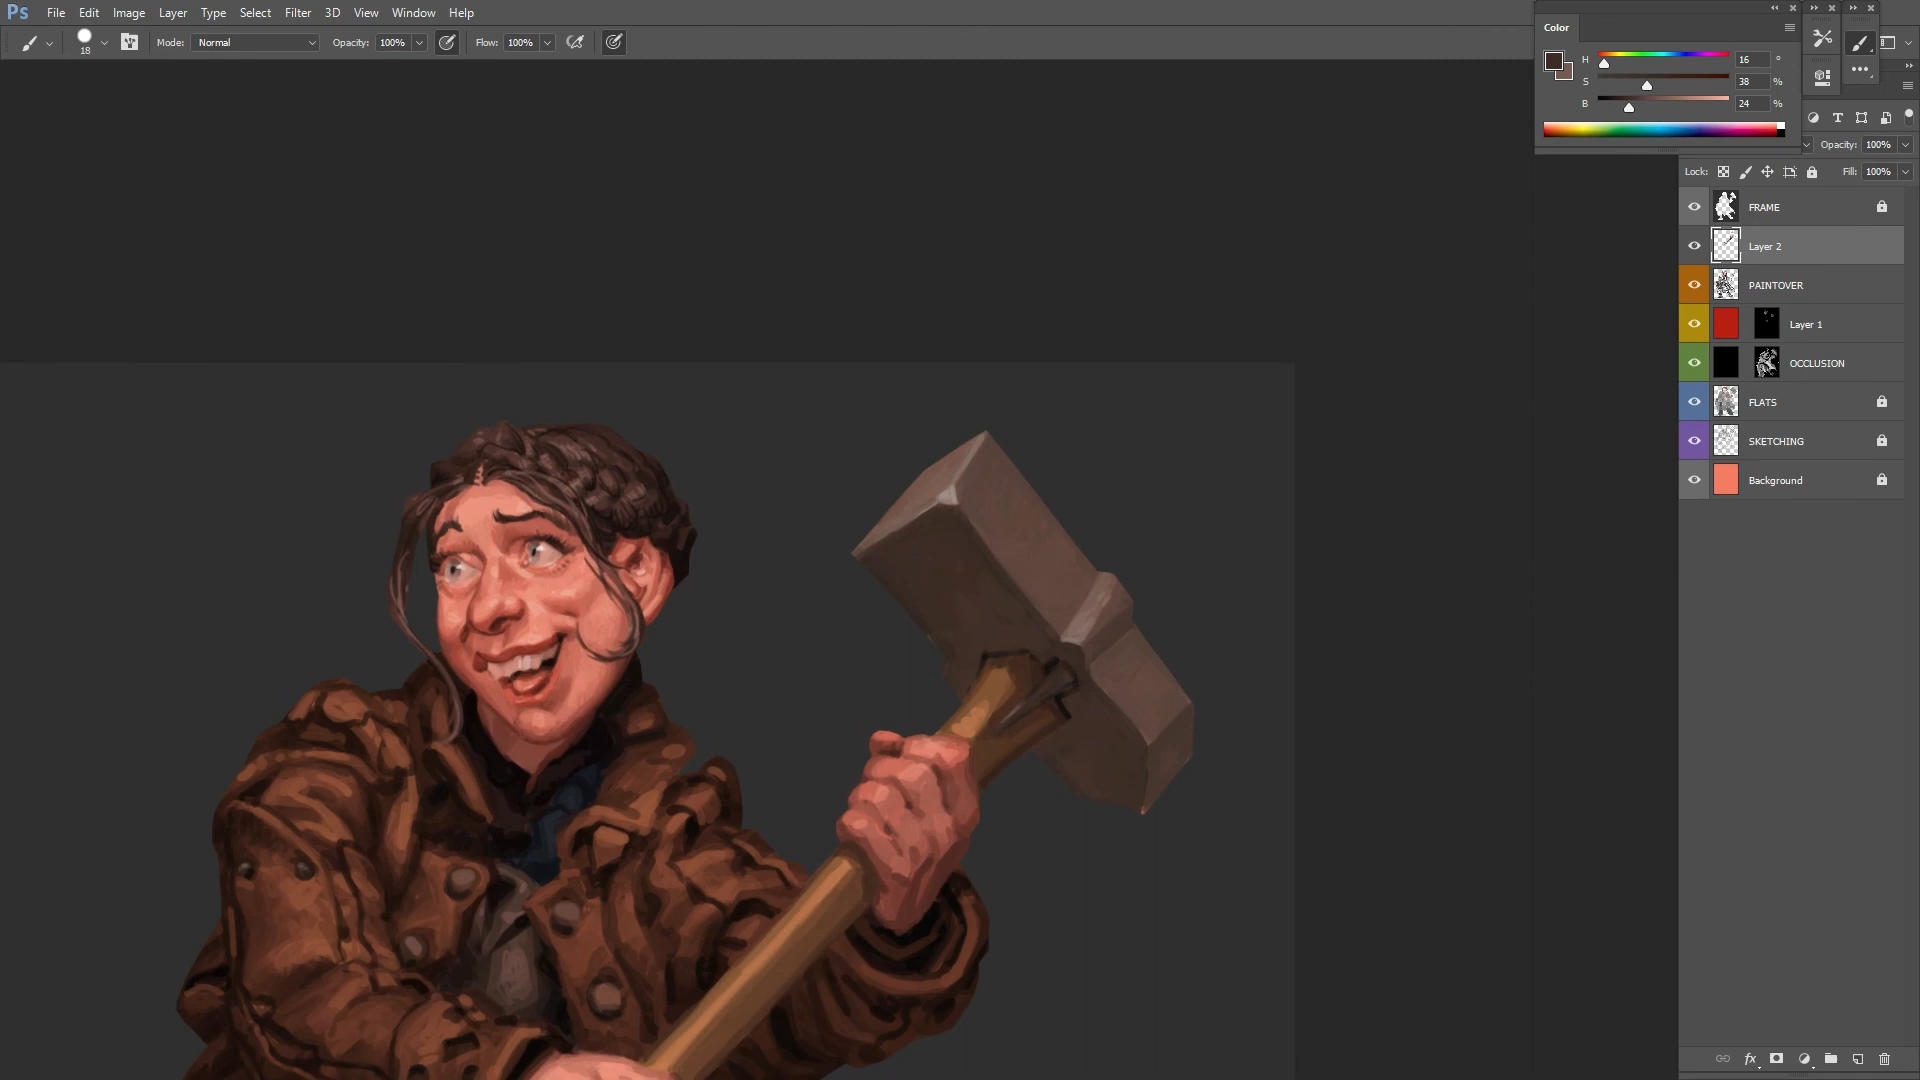 Ps File Edit Image Layer Type Select Filter 3D View Window Help
18 Mode: Normal Opacity: 100% Flow: 100%
Color
H 16 °
S 38 %
B 24 %
T
Opacity: 100%
Lock: Fill: 100%
FRAME
Layer 2
PAINTOVER
Layer 1
OCCLUSION
FLATS
SKETCHING
Background
fx